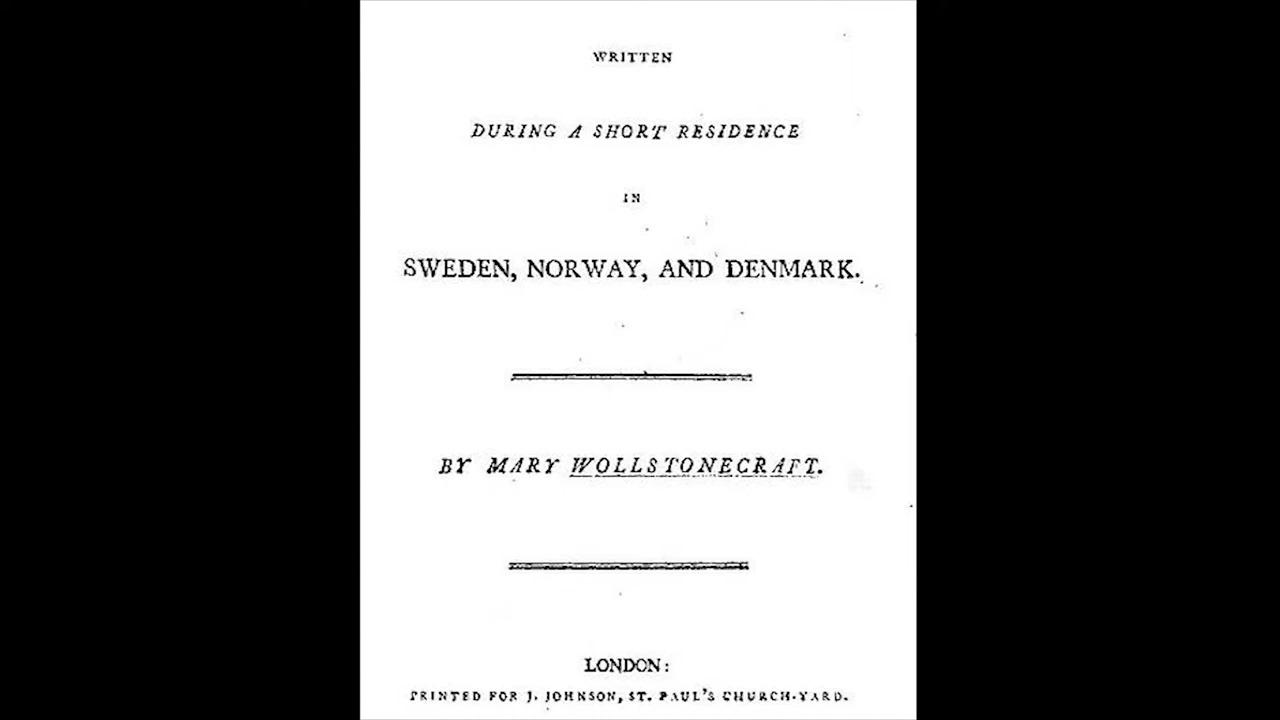 WRITTEN
DURING A SHORT RESIDENCE
IN
SWEDEN, NORWAY, AND DENMARK.
BY MARY WOLLSTONECRAFT.
LONDON:
PRINTED FOR J. JOHNSON, ST. PAUL'S CHURCH-YARD.